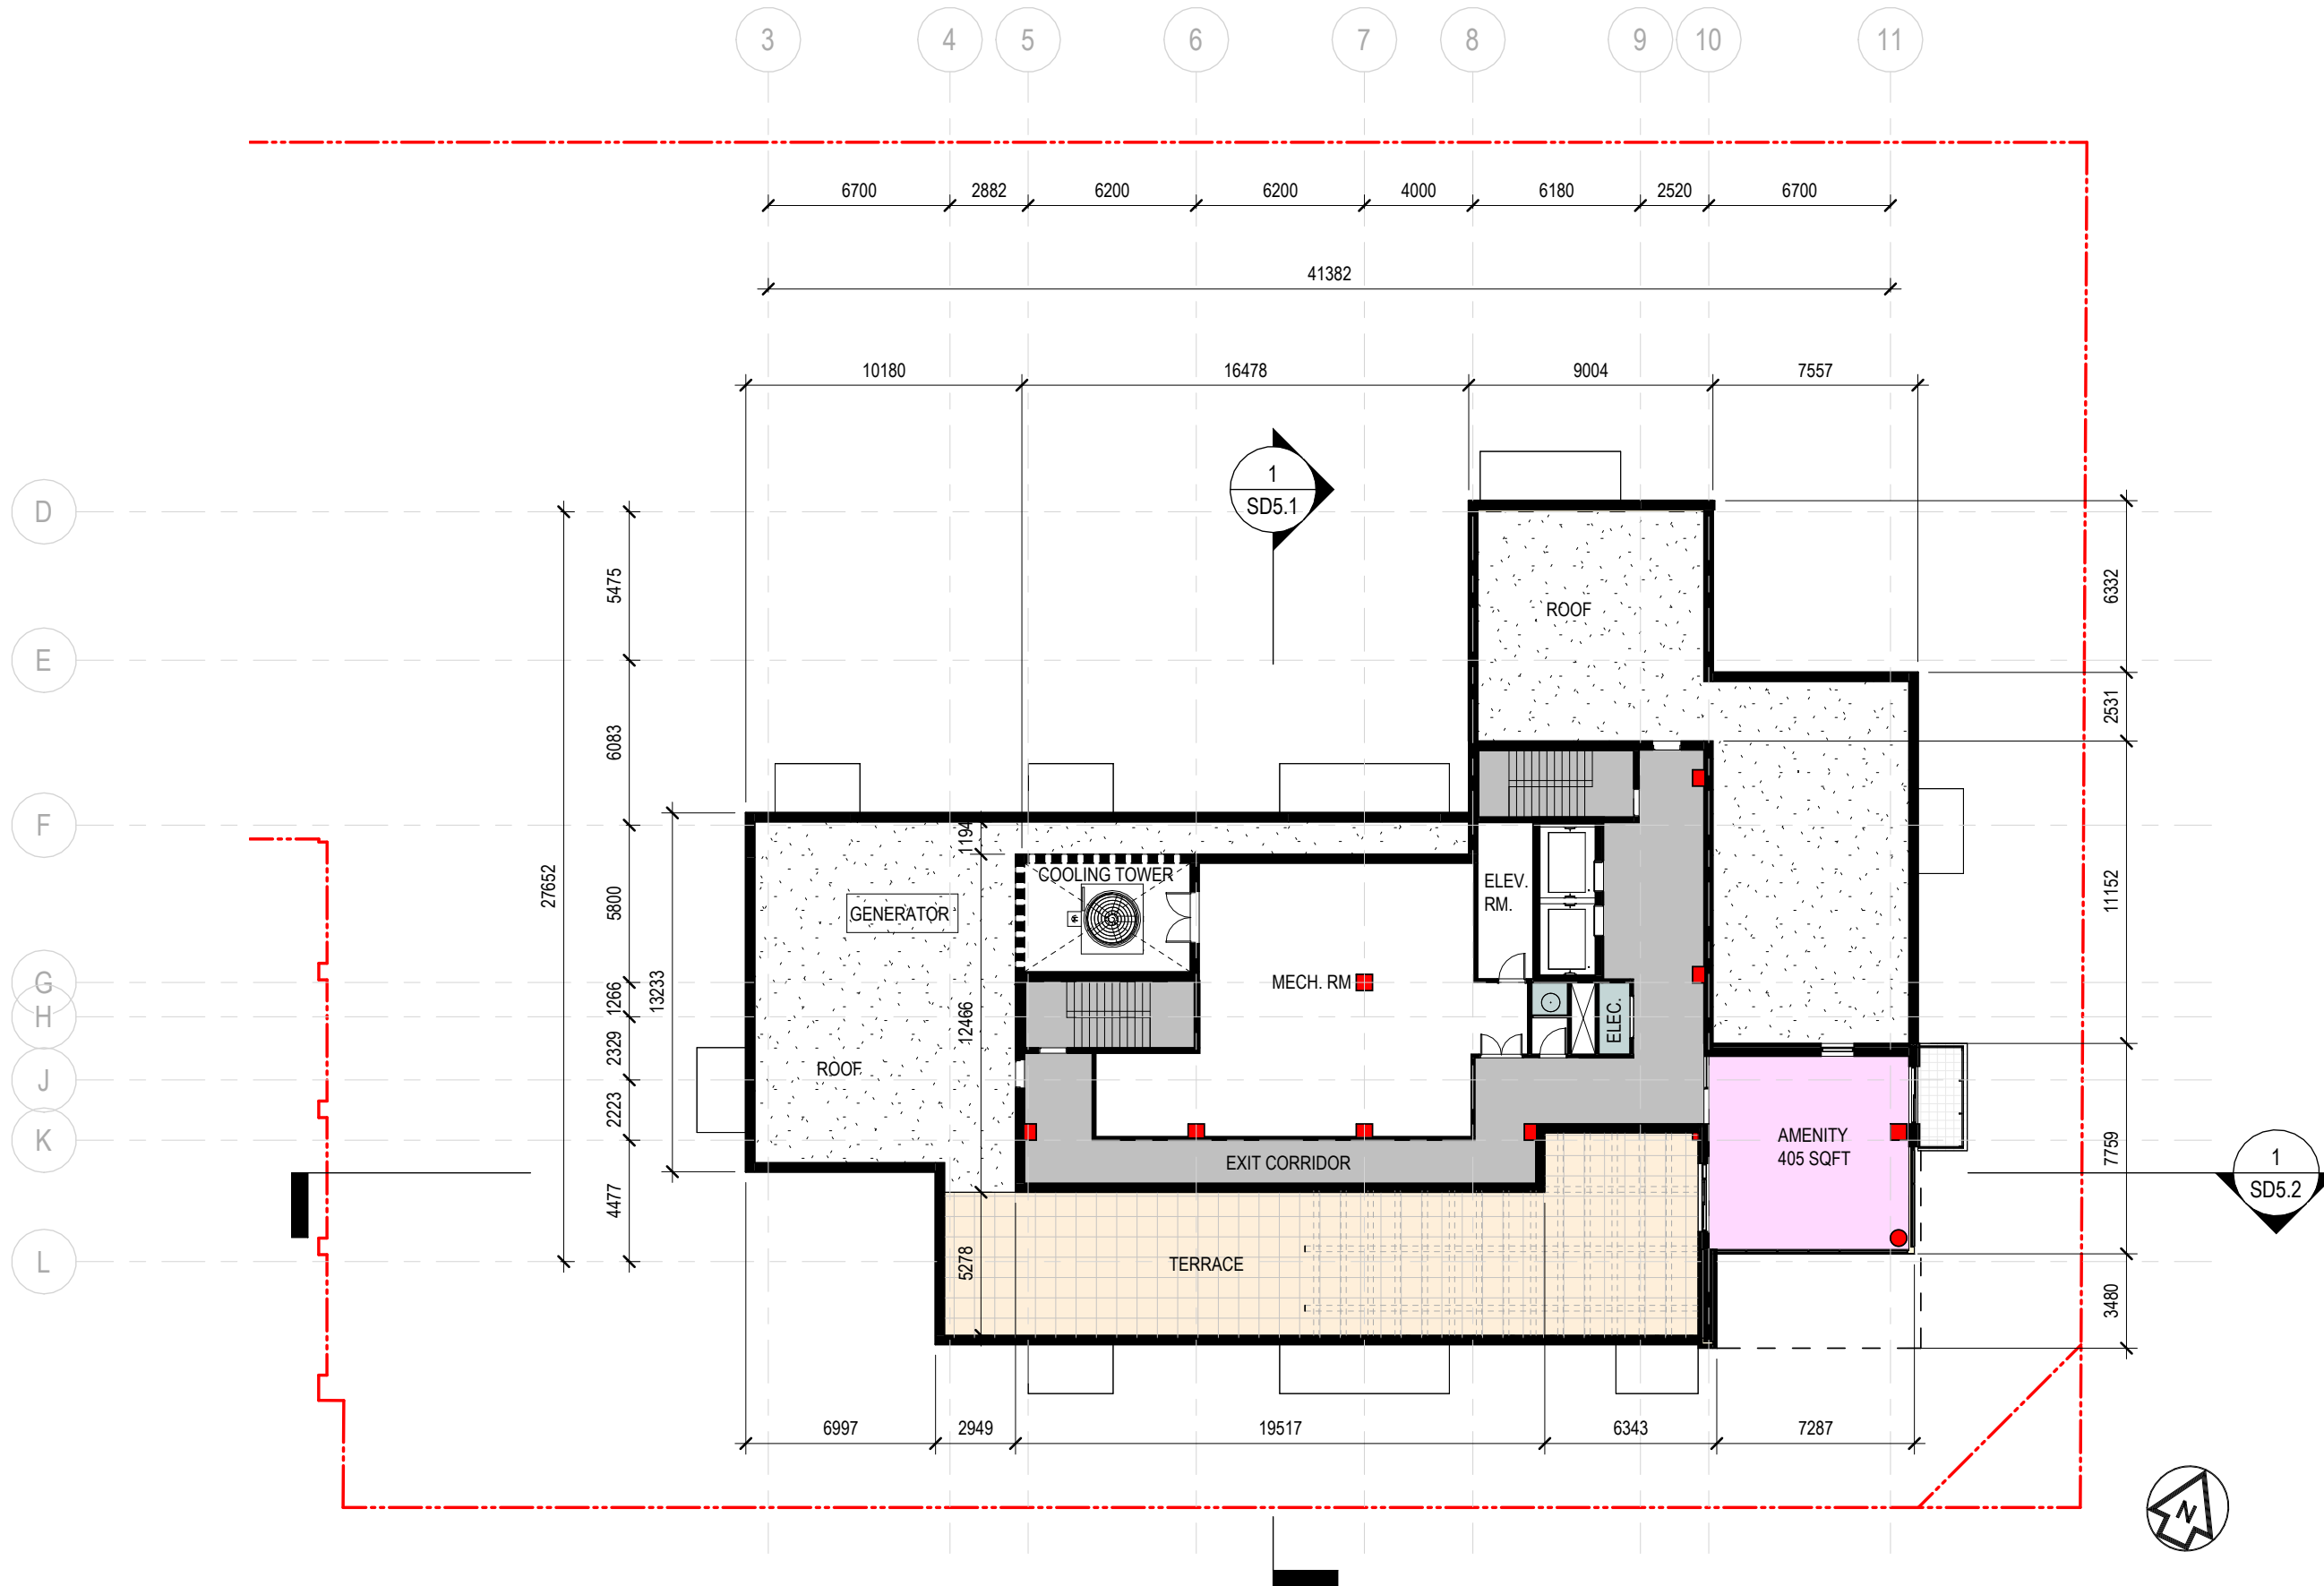 3 4 5 6 7 8 9 10 11
6700 2882 6200 6200 4000 6180 2520 6700
41382
10180 16478 9004 7557
1
SD5.1
D
E
F
G
H
J
K
L
27652
5475
6083
5800
1266
2329
2223
4477
13233
1194
12466
5278
6332
2531
11152
7759
3480
ROOF
COOLING TOWER
GENERATOR
ELEV.
RM.
MECH. RM
ELEC.
ROOF
AMENITY
405 SQFT
EXIT CORRIDOR
TERRACE
1
SD5.2
6997 2949 19517 6343 7287
N